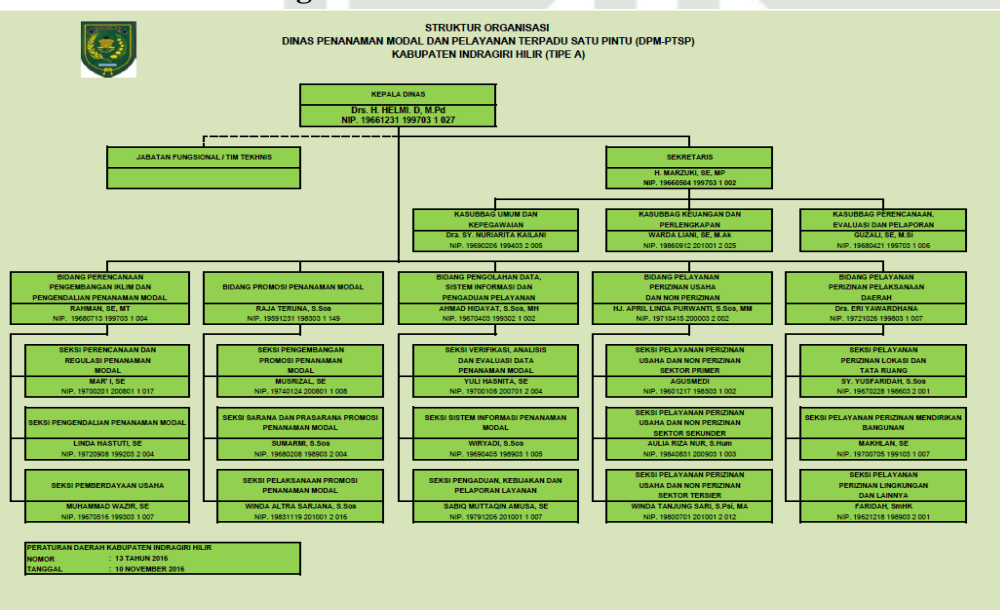 STRUKTUR ORGANISASI
DINAS PENANAMAN MODAL DAN PELAYANAN TERPADU SATU PINTU (DPM-PTSP)
KABUPATEN INDRAGIRI HILIR (TIPE A)
KEPALA DINAS
Drs. H. HELMI. D, M.Pd
NIP. 19661231 199703 1 027
JABATAN FUNGSIONAL / TIM TEKHNIS
SEKRETARIS
H. MARZUKI, SE, MP
NIP. 19660504 199703 1 002
KASUBBAG UMUM DAN
KEPEGAWAIAN
Dra. SY. NURIARITA KAILANI
NIP. 19690206 199403 2 005
KASUBBAG KEUANGAN DAN
PERLENGKAPAN
WARDA LIANI, SE, M.Ak
NIP. 19860912 201001 2 025
KASUBBAG PERENCANAAN,
EVALUASI DAN PELAPORAN
GUZALI, SE, M.Si
NIP. 19680421 199703 1 006
BIDANG PERENCANAAN
PENGEMBANGAN IKLIM DAN
PENGENDALIAN PENANAMAN MODAL
RAHMAN, SE, MT
NIP. 19680713 199703 1 004
BIDANG PROMOSI PENANAMAN MODAL
RAJA TERUNA, S.Sos
NIP. 19591231 198303 1 149
BIDANG PENGOLAHAN DATA,
SISTEM INFORMASI DAN
PENGADUAN PELAYANAN
AHMAD HIDAYAT, S.Sos, MH
NIP. 19670403 199302 1 002
BIDANG PELAYANAN
PERIZINAN USAHA
DAN NON PERIZINAN
HJ. APRIL LINDA PURWANTI, S.Sos, MM
NIP. 19710415 200003 2 002
BIDANG PELAYANAN
PERIZINAN PELAKSANAAN
DAERAH
Drs. ERI YAWARDHANA
NIP. 19721026 199803 1 007
SEKSI PERENCANAAN DAN
REGULASI PENANAMAN
MODAL
MAR' I, SE
NIP. 19700201 200801 1 017
SEKSI PENGEMBANGAN
PROMOSI PENANAMAN
MODAL
MUSRIZAL, SE
NIP. 19740124 200801 1 008
SEKSI VERIFIKASI, ANALISIS
DAN EVALUASI DATA
PENANAMAN MODAL
YULI HASNITA, SE
NIP. 19700108 200701 2 004
SEKSI PELAYANAN PERIZINAN
USAHA DAN NON PERIZINAN
SEKTOR PRIMER
AGUSMEDI
NIP. 19601217 198503 1 002
SEKSI PELAYANAN
PERIZINAN LOKASI DAN
TATA RUANG
SY. YUSFARIDAH, S.Sos
NIP. 19670228 198603 2 001
SEKSI PENGENDALIAN PENANAMAN MODAL
LINDA HASTUTI, SE
NIP. 19720908 199203 2 004
SEKSI SARANA DAN PRASARANA PROMOSI
PENANAMAN MODAL
SUMARMI, S.Sos
NIP. 19680208 198903 2 004
SEKSI SISTEM INFORMASI PENANAMAN
MODAL
WIRYADI, S.Sos
NIP. 19690405 198903 1 005
SEKSI PELAYANAN PERIZINAN
USAHA DAN NON PERIZINAN
SEKTOR SEKUNDER
AULIA RIZA NUR, S.Hum
NIP. 19840831 200903 1 003
SEKSI PELAYANAN PERIZINAN MENDIRIKAN
BANGUNAN
MAKHLAN, SE
NIP. 19700705 199103 1 007
SEKSI PEMBERDAYAAN USAHA
MUHAMMAD WAZIR, SE
NIP. 19670516 199303 1 007
SEKSI PELAKSANAAN PROMOSI
PENANAMAN MODAL
WINDA ALTRA SARJANA, S.Sos
NIP. 19831119 201001 2 016
SEKSI PENGADUAN, KEBIJAKAN DAN
PELAPORAN LAYANAN
SABIQ MUTTAQIN AMUSA, SE
NIP. 19791206 201001 1 007
SEKSI PELAYANAN PERIZINAN
USAHA DAN NON PERIZINAN
SEKTOR TERSIER
WINDA TANJUNG SARI, S.Psi, MA
NIP. 19800701 201001 2 012
SEKSI PELAYANAN
PERIZINAN LINGKUNGAN
DAN LAINNYA
FARIDAH, SmHK
NIP. 19621218 198903 2 001
PERATURAN DAERAH KABUPATEN INDRAGIRI HILIR
NOMOR : 13 TAHUN 2016
TANGGAL : 10 NOVEMBER 2016